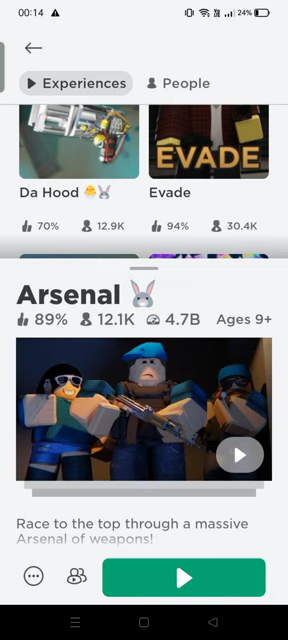 00:14
24%
Experiences
People
EVADE
Da Hood 🐣🐰
Evade
70%
12.9K
94%
30.4K
Arsenal 🐰
89%
12.1K
4.7B
Ages 9+
Race to the top through a massive
Arsenal of weapons!